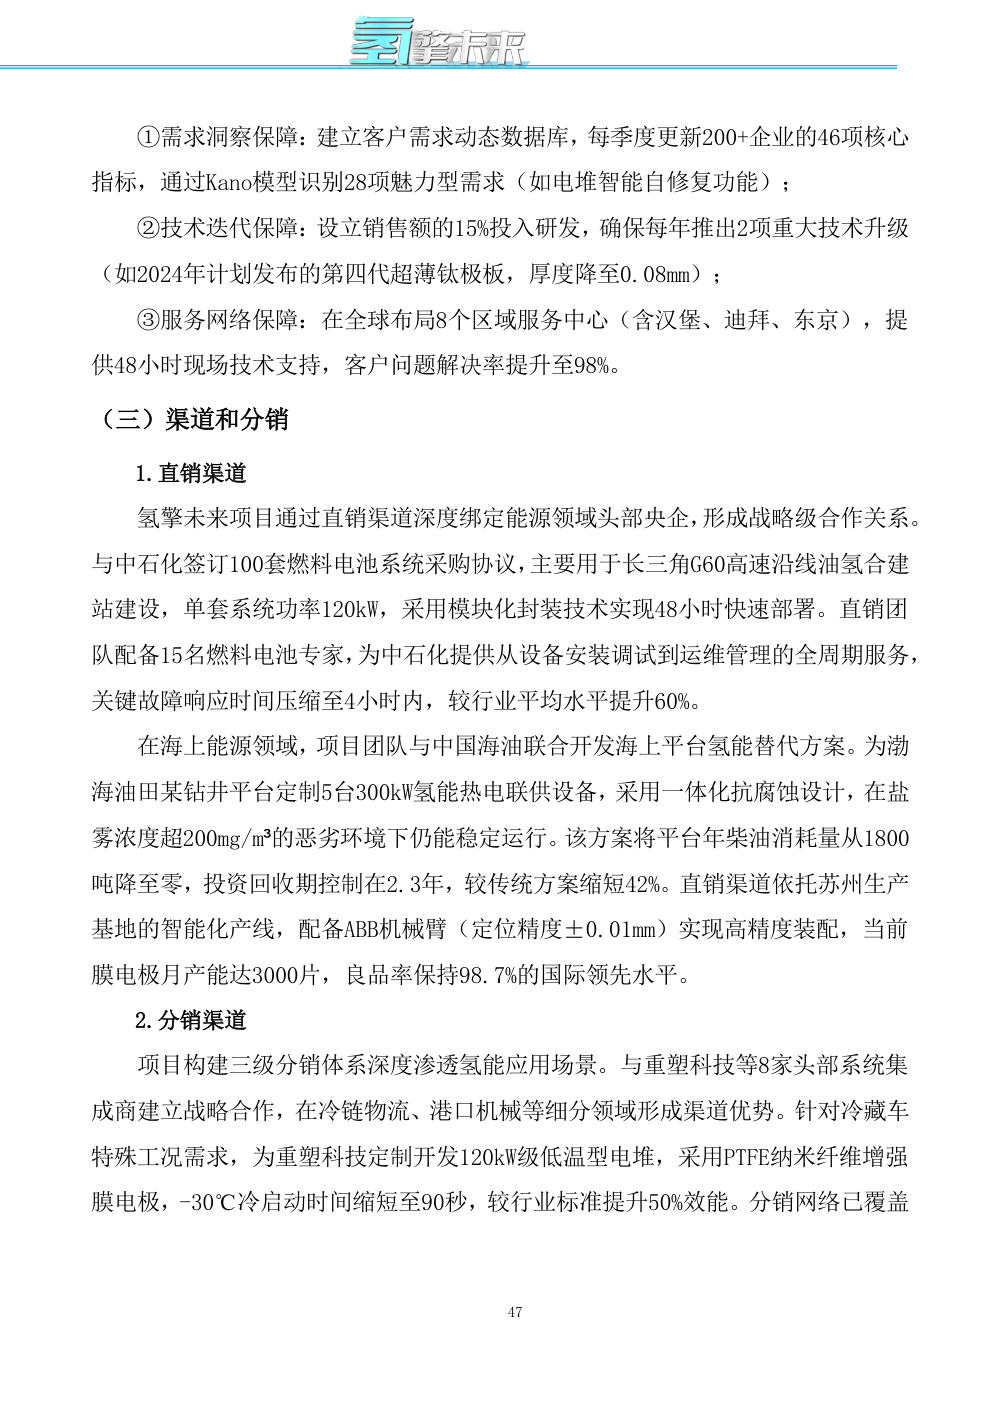 氢擎未来
①需求洞察保障：建立客户需求动态数据库，每季度更新200+企业的46项核心
指标，通过Kano模型识别28项魅力型需求（如电堆智能自修复功能）；
②技术迭代保障：设立销售额的15%投入研发，确保每年推出2项重大技术升级
（如2024年计划发布的第四代超薄钛极板，厚度降至0.08mm）；
③服务网络保障：在全球布局8个区域服务中心（含汉堡、迪拜、东京），提
供48小时现场技术支持，客户问题解决率提升至98%。
（三）渠道和分销
1.直销渠道
氢擎未来项目通过直销渠道深度绑定能源领域头部央企，形成战略级合作关系。
与中石化签订100套燃料电池系统采购协议，主要用于长三角G60高速沿线油氢合建
站建设，单套系统功率120kW，采用模块化封装技术实现48小时快速部署。直销团
队配备15名燃料电池专家，为中石化提供从设备安装调试到运维管理的全周期服务，
关键故障响应时间压缩至4小时内，较行业平均水平提升60%。
在海上能源领域，项目团队与中国海油联合开发海上平台氢能替代方案。为渤
海油田某钻井平台定制5台300kW氢能热电联供设备，采用一体化抗腐蚀设计，在盐
雾浓度超200mg/m³的恶劣环境下仍能稳定运行。该方案将平台年柴油消耗量从1800
吨降至零，投资回收期控制在2.3年，较传统方案缩短42%。直销渠道依托苏州生产
基地的智能化产线，配备ABB机械臂（定位精度±0.01mm）实现高精度装配，当前
膜电极月产能达3000片，良品率保持98.7%的国际领先水平。
2.分销渠道
项目构建三级分销体系深度渗透氢能应用场景。与重塑科技等8家头部系统集
成商建立战略合作，在冷链物流、港口机械等细分领域形成渠道优势。针对冷藏车
特殊工况需求，为重塑科技定制开发120kW级低温型电堆，采用PTFE纳米纤维增强
膜电极，-30℃冷启动时间缩短至90秒，较行业标准提升50%效能。分销网络已覆盖
47